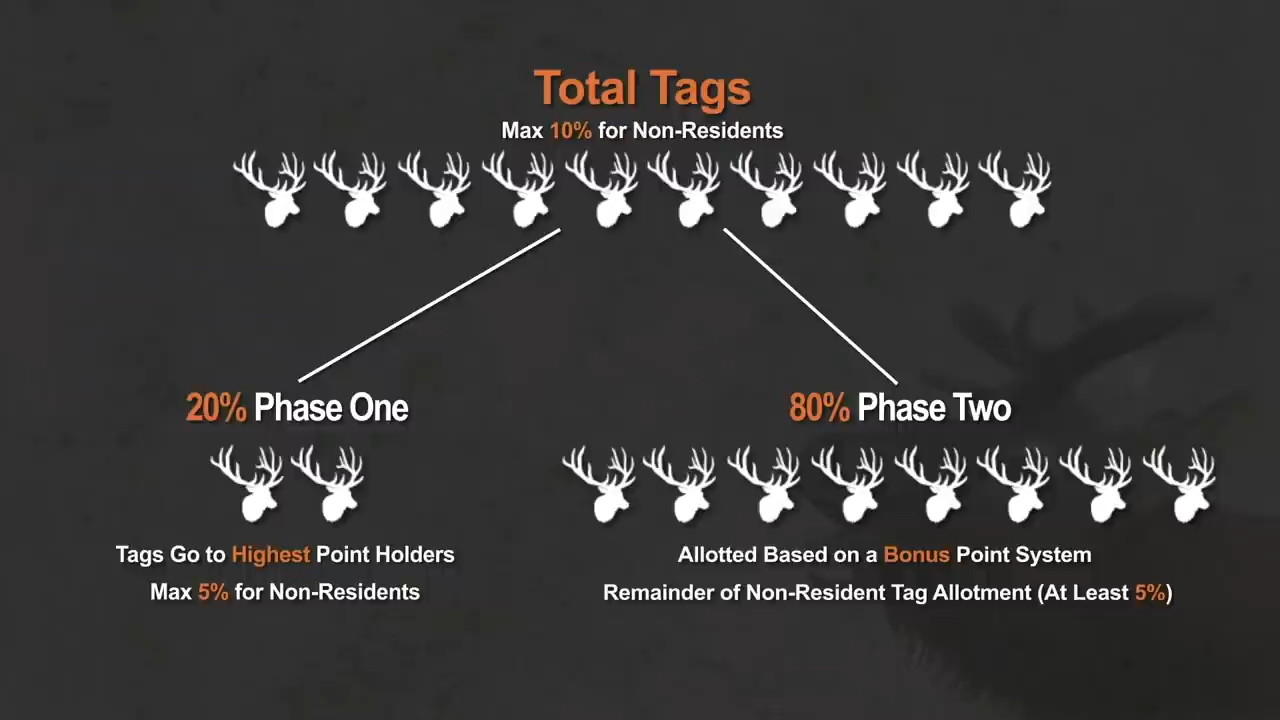 Total Tags
Max 10% for Non-Residents
20% Phase One
80% Phase Two
Tags Go to Highest Point Holders
Max 5% for Non-Residents
Allotted Based on a Bonus Point System
Remainder of Non-Resident Tag Allotment (At Least 5%)